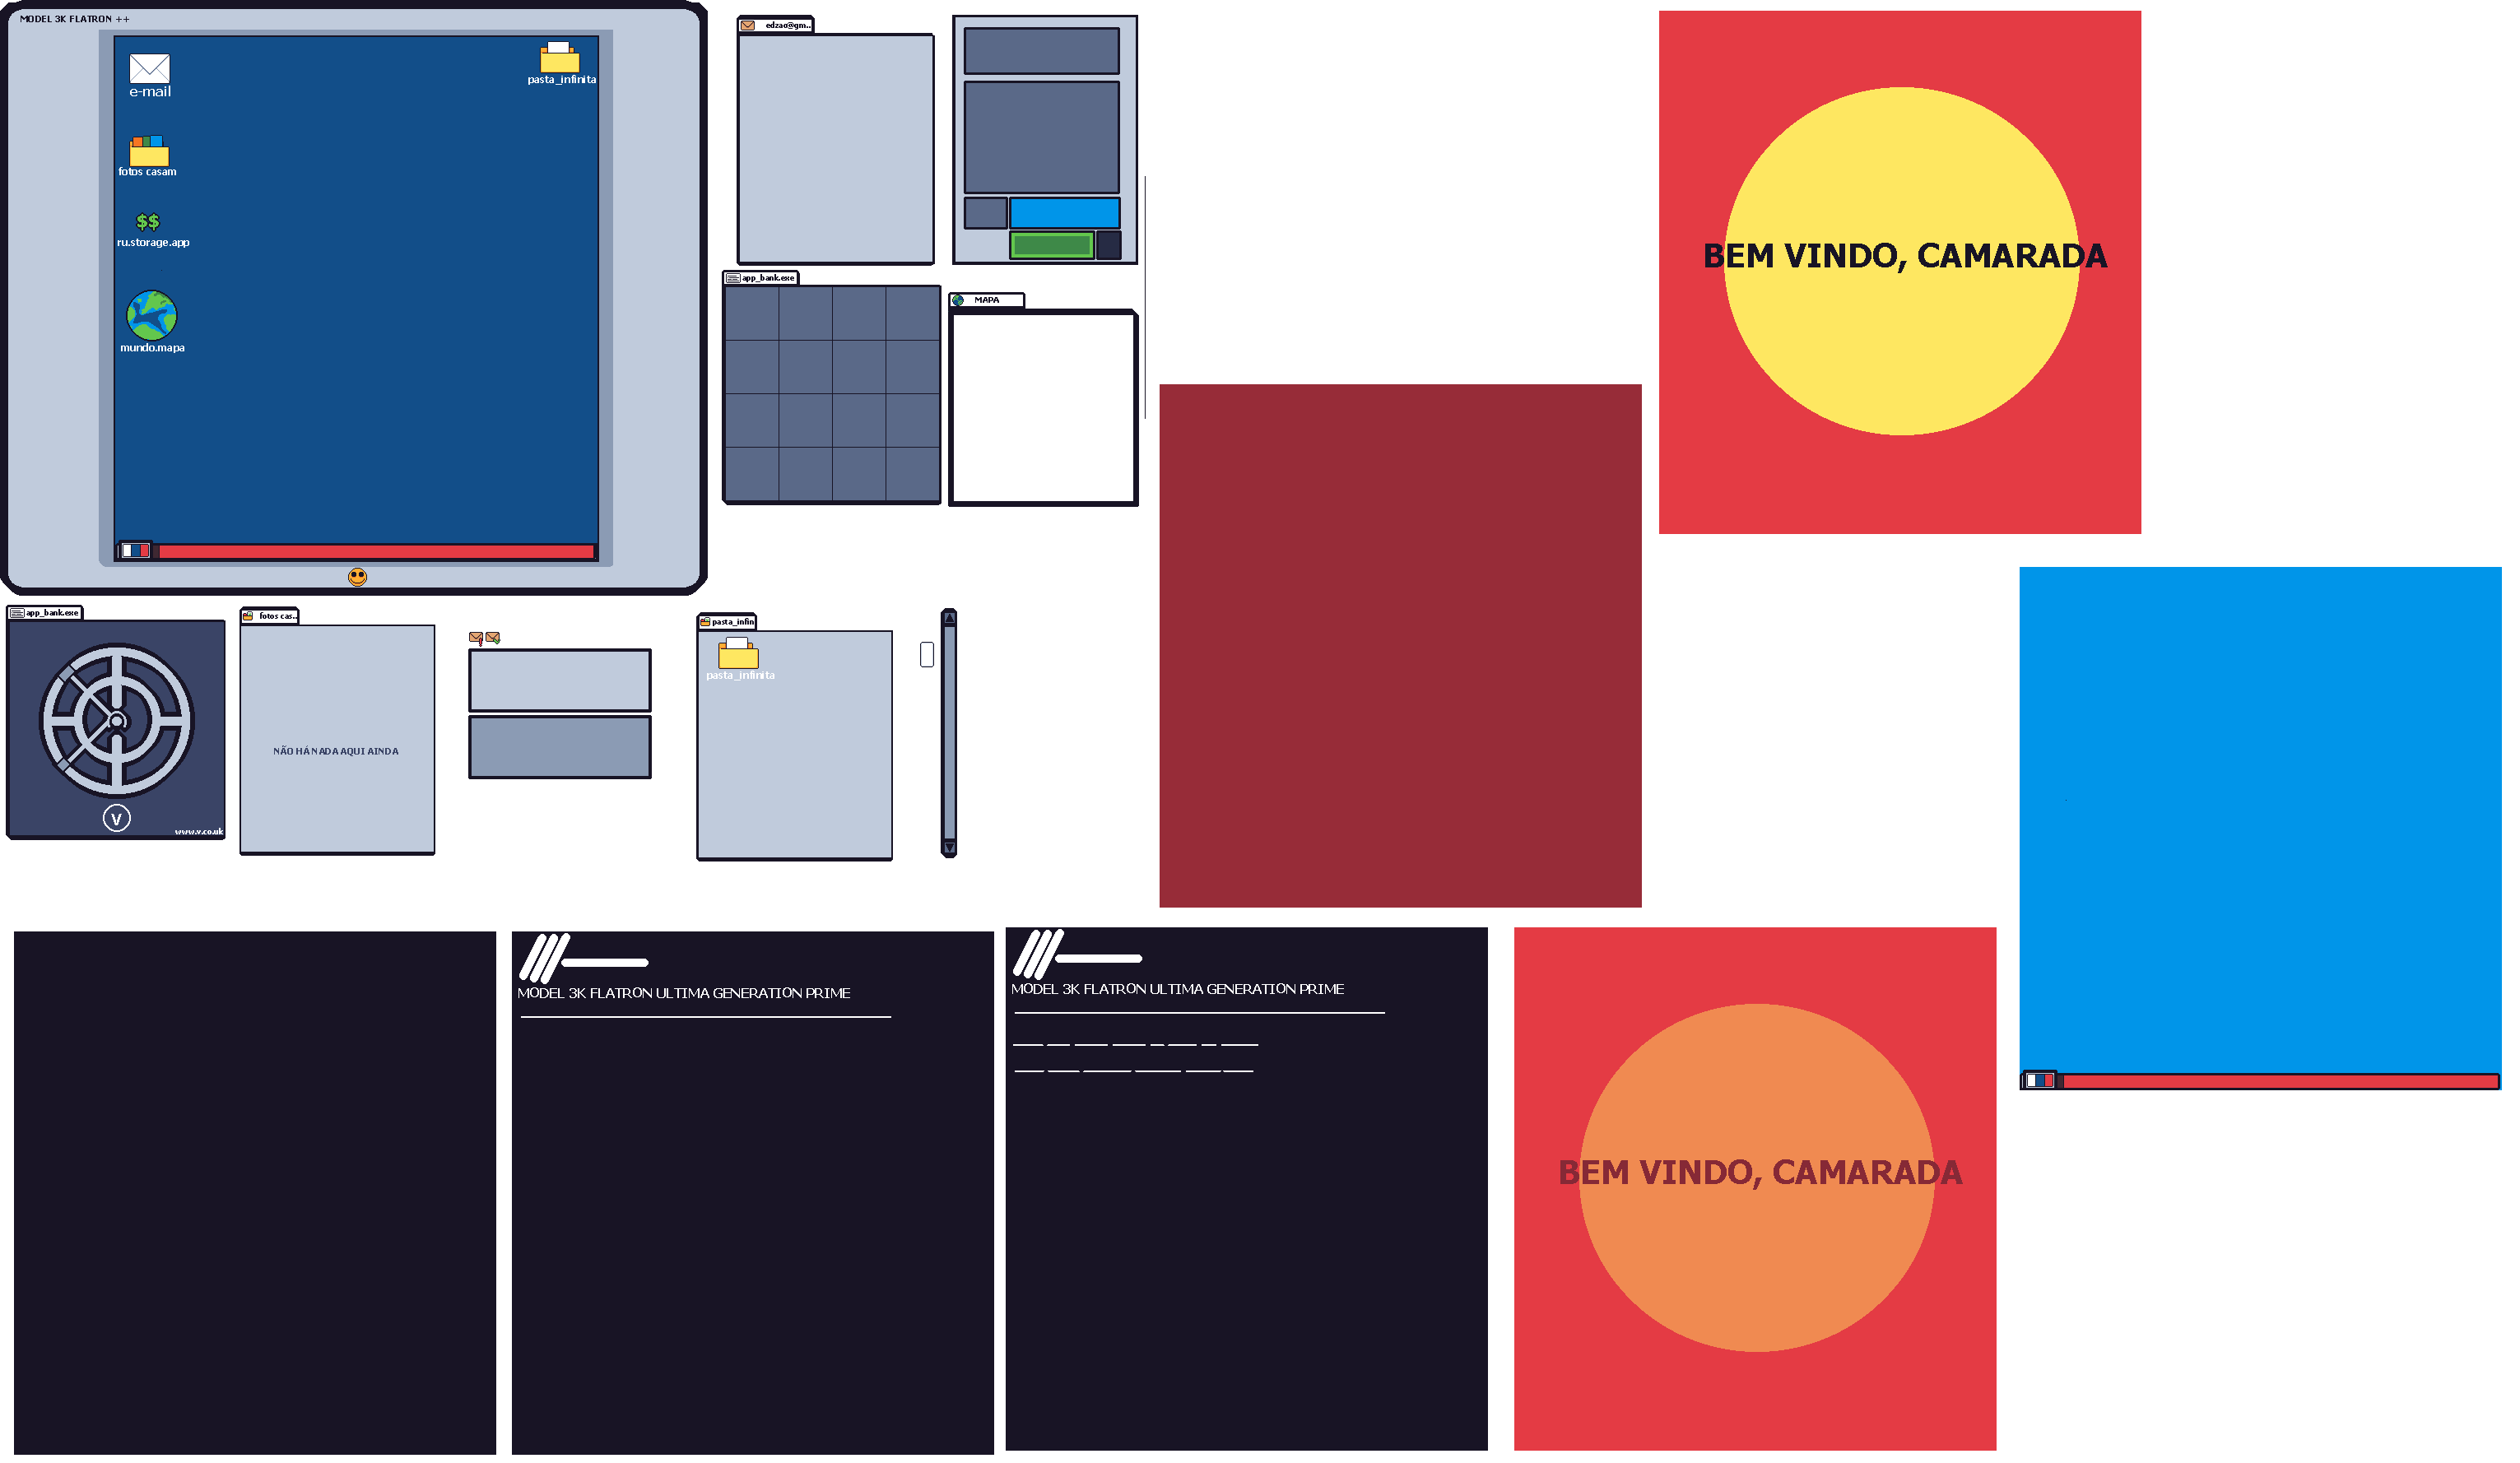 MODEL 3K FLATRON ++
e-mail
pasta_infinita
fotos casam
$$
ru.storage.app
mundo.mapa
edzao@gm..
app_bank.exe
MAPA
BEM VINDO, CAMARADA
app_bank.exe
V
www.v.co.uk
fotos cas..
NÃO HÁ NADA AQUI AINDA
pasta_infin
pasta_infinita
MODEL 3K FLATRON ULTIMA GENERATION PRIME
MODEL 3K FLATRON ULTIMA GENERATION PRIME
BEM VINDO, CAMARADA